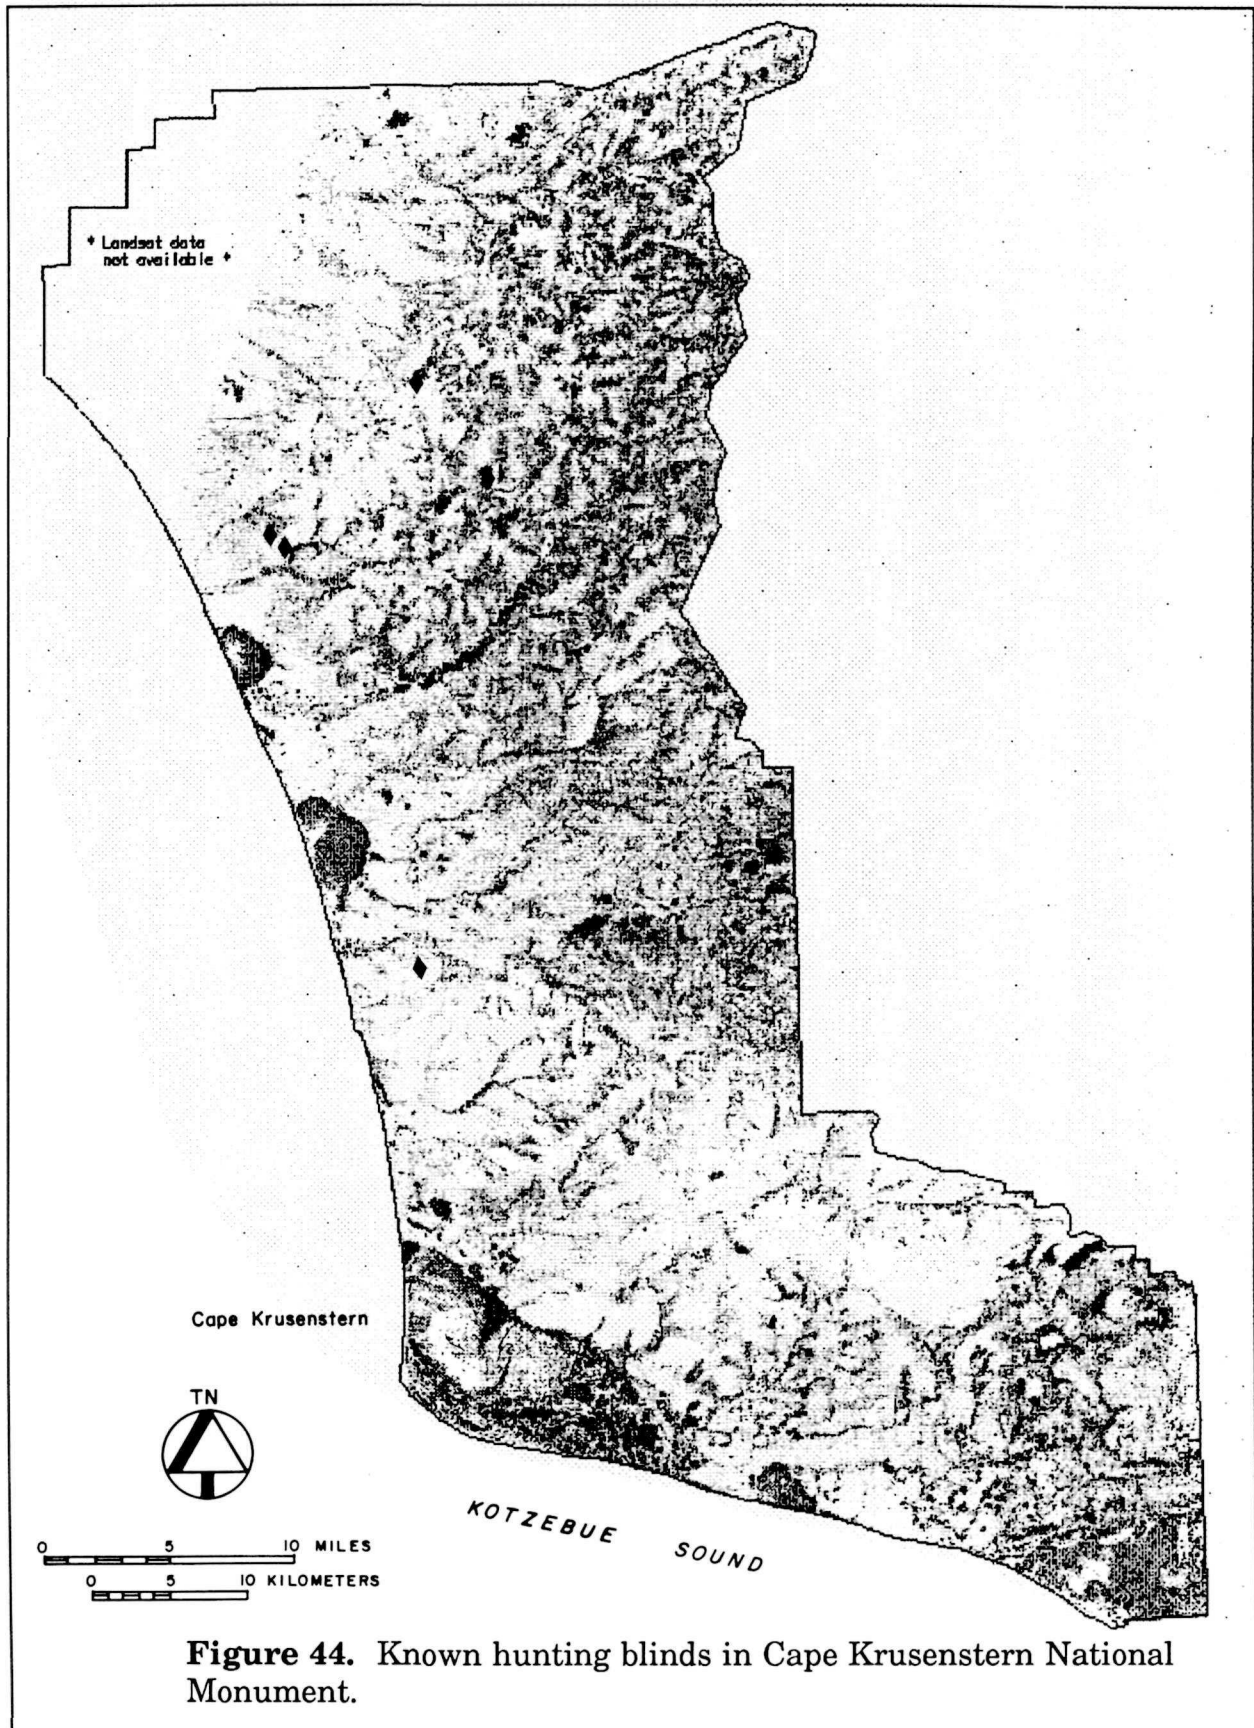 * Landsat data
not available *
Cape Krusenstern
TN
0 5 10 MILES
0 5 10 KILOMETERS
KOTZEBUE SOUND
Figure 44. Known hunting blinds in Cape Krusenstern National
Monument.